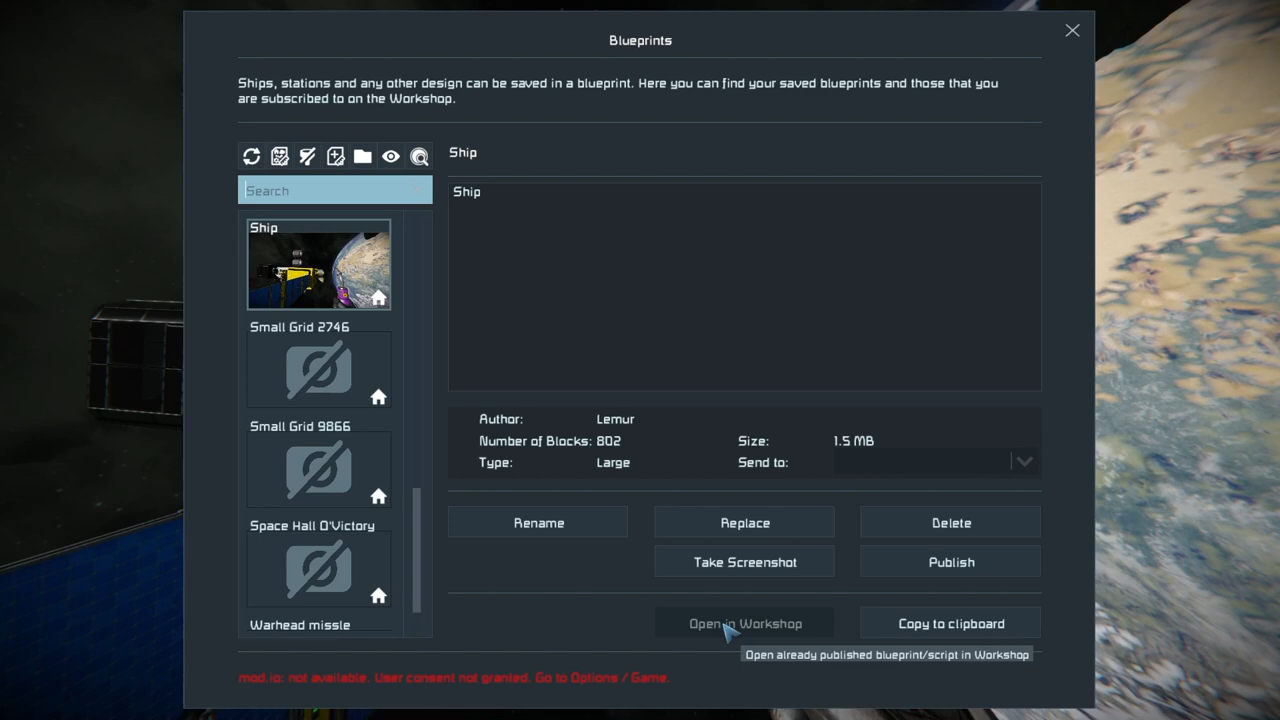 Blueprints
Ships, stations and any other design can be saved in a blueprint. Here you can find your saved blueprints and those that you
are subscribed to on the Workshop.
Search
Ship
Small Grid 2746
Small Grid 9866
Space Hall O'Victory
Warhead missle
Ship
Ship
Author: Lemur
Number of Blocks: 802 Size: 1.5 MB
Type: Large Send to:
Rename Replace Delete
Take Screenshot Publish
Open in Workshop Copy to clipboard
Open already published blueprint/script in Workshop
mod.io: not available. User consent not granted. Go to Options / Game.